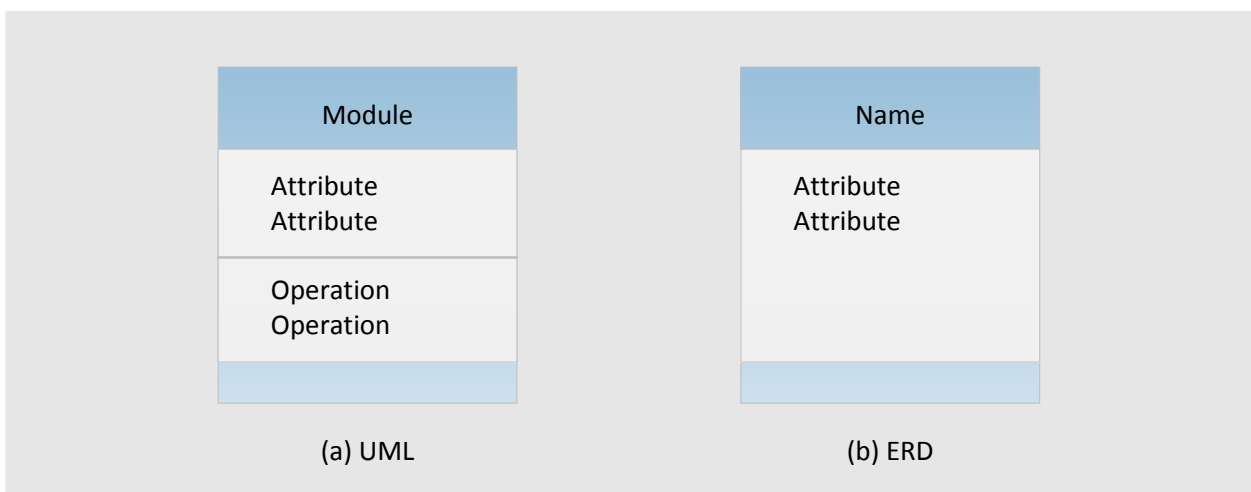 Module
Attribute
Attribute
Operation
Operation
(a) UML
Name
Attribute
Attribute
(b) ERD